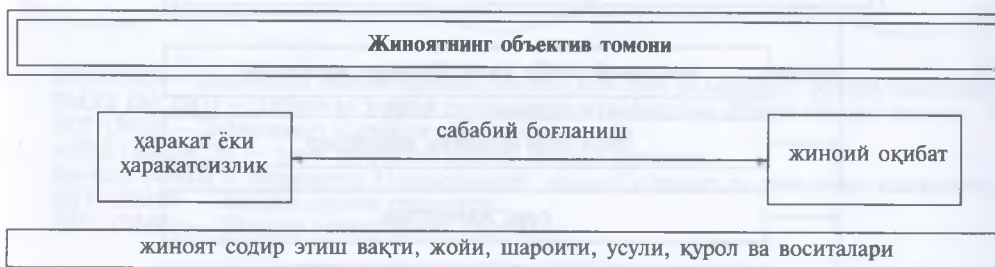 Жиноятнинг объектив томони
сабабий боғланиш
ҳаракат ёки
ҳаракатсизлик
жиноий оқибат
жиноят содир этиш вақти, жойи, шароити, усули, қурол ва воситалари